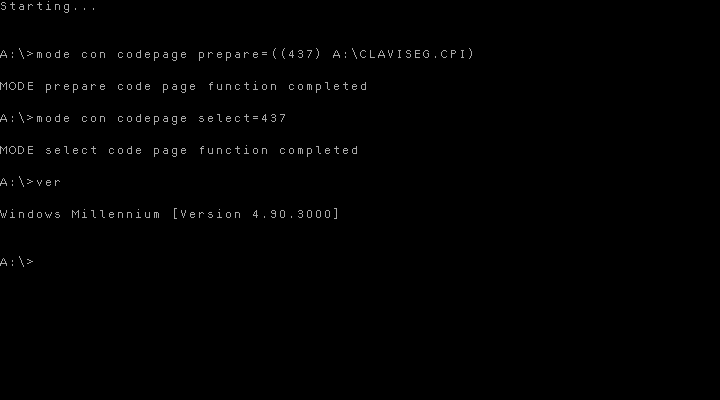 Starting...
A:\>mode con codepage prepare=((437) A:\CLAVISEG.CPI)
MODE prepare code page function completed
A:\>mode con codepage select=437
MODE select code page function completed
A:\>ver
Windows Millennium [Version 4.90.3000]
A:\>